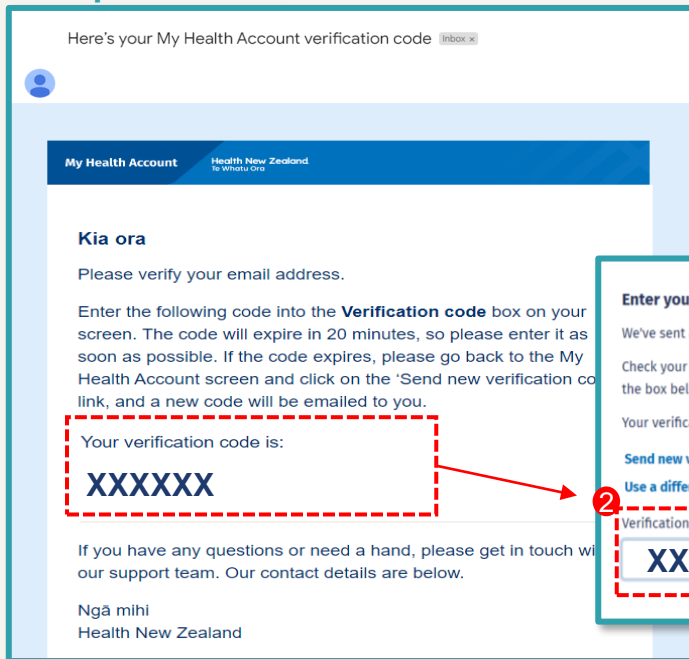 Here's your My Health Account verification code Inbox ×
My Health Account
Health New Zealand
Te Whatu Ora
Kia ora
Please verify your email address.
Enter the following code into the Verification code box on your
screen. The code will expire in 20 minutes, so please enter it as
soon as possible. If the code expires, please go back to the My
Health Account screen and click on the ‘Send new verification co
link, and a new code will be emailed to you.
Your verification code is:
XXXXXX
If you have any questions or need a hand, please get in touch wi
our support team. Our contact details are below.
Ngā mihi
Health New Zealand
Enter you
We've sent
Check your
the box bel
Your verific
Send new
Use a differ
2
Verification
XX